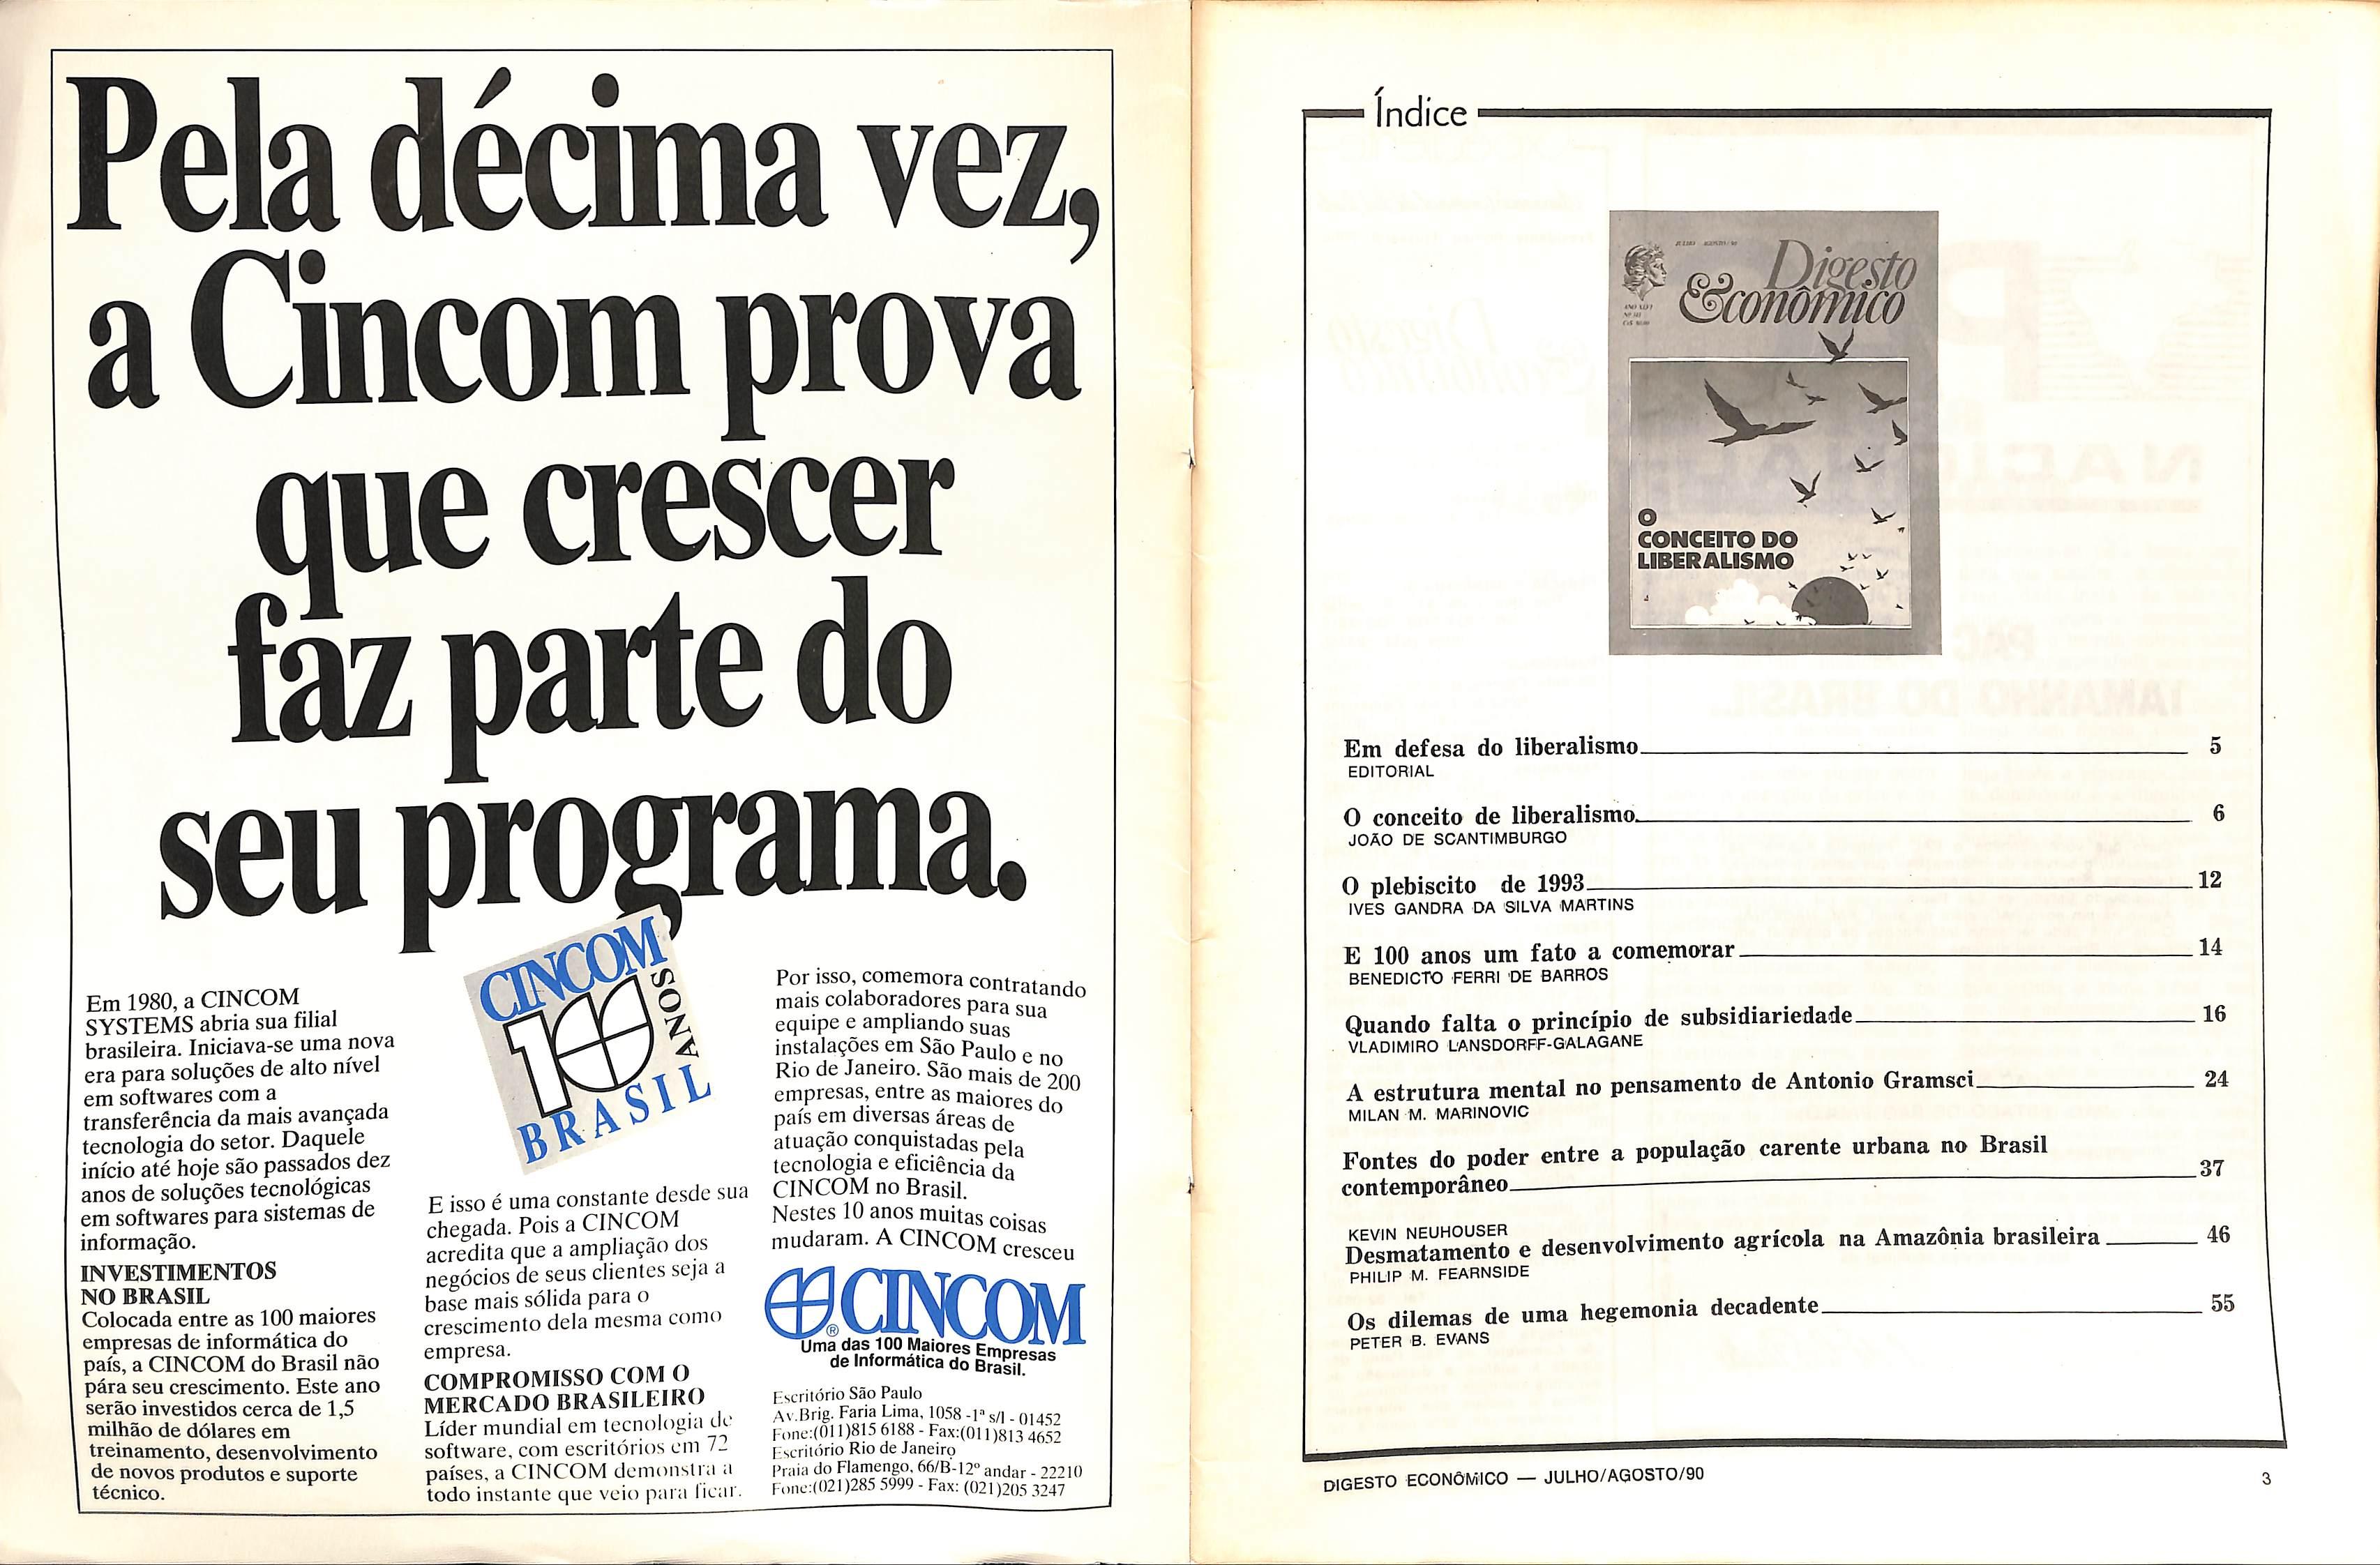 Pela décima vez,
a Cincom prova
que crescer
faz parte do
seu programa.
Em 1980, a CINCOM
SYSTEMS abria sua filial
brasileira. Iniciava-se uma nova
era para soluções de alto nível
em softwares com a
transferência da mais avançada
tecnologia do setor. Daquele
início até hoje são passados dez
anos de soluções tecnológicas
em softwares para sistemas de
informação.
INVESTIMENTOS
NO BRASIL
Colocada entre as 100 maiores
empresas de informática do
país, a CINCOM do Brasil não
pára seu crescimento. Este ano
serão investidos cerca de 1,5
milhão de dólares em
treinamento, desenvolvimento
de novos produtos e suporte
técnico.
CINCOM
10 ANOS
BRASIL
E isso é uma constante desde sua
chegada. Pois a CINCOM
acredita que a ampliação dos
negócios de seus clientes seja a
base mais sólida para o
crescimento dela mesma como
empresa.
COMPROMISSO COM O
MERCADO BRASILEIRO
Líder mundial em tecnologia de
software, com escritórios em 72
países, a CINCOM demonstra a
todo instante que veio para ficar.
Por isso, comemora contratando
mais colaboradores para sua
equipe e ampliando suas
instalações em São Paulo e no
Rio de Janeiro. São mais de 200
empresas, entre as maiores do
país em diversas áreas de
atuação conquistadas pela
tecnologia e eficiência da
CINCOM no Brasil.
Nestes 10 anos muitas coisas
mudaram. A CINCOM cresceu
®CINCOM
Uma das 100 Maiores Empresas
de Informática do Brasil.
Escritório São Paulo
Av.Brig. Faria Lima, 1058 -1ª s/l - 01452
Fone:(011)815 6188 - Fax:(011)813 4652
Escritório Rio de Janeiro
Praia do Flamengo, 66/B-12º andar - 22210
Fone:(021)285 5999 - Fax: (021)205 3247
Índice
JULHO - AGOSTO/90
Digesto
Econômico
O
CONCEITO DO
LIBERALISMO
Em defesa do liberalismo 5
EDITORIAL
O conceito de liberalismo 6
JOÃO DE SCANTIMBURGO
O plebiscito de 1993 12
IVES GANDRA DA SILVA MARTINS
E 100 anos um fato a comemorar 14
BENEDICTO FERRI DE BARROS
Quando falta o princípio de subsidiariedade 16
VLADIMIRO LANSDORFF-GALAGANE
A estrutura mental no pensamento de Antonio Gramsci 24
MILAN M. MARINOVIC
Fontes do poder entre a população carente urbana no Brasil
contemporâneo 37
KEVIN NEUHOUSER
Desmatamento e desenvolvimento agrícola na Amazônia brasileira 46
PHILIP M. FEARNSIDE
Os dilemas de uma hegemonia decadente 55
PETER B. EVANS
DIGESTO ECONÔMICO — JULHO/AGOSTO/90
3